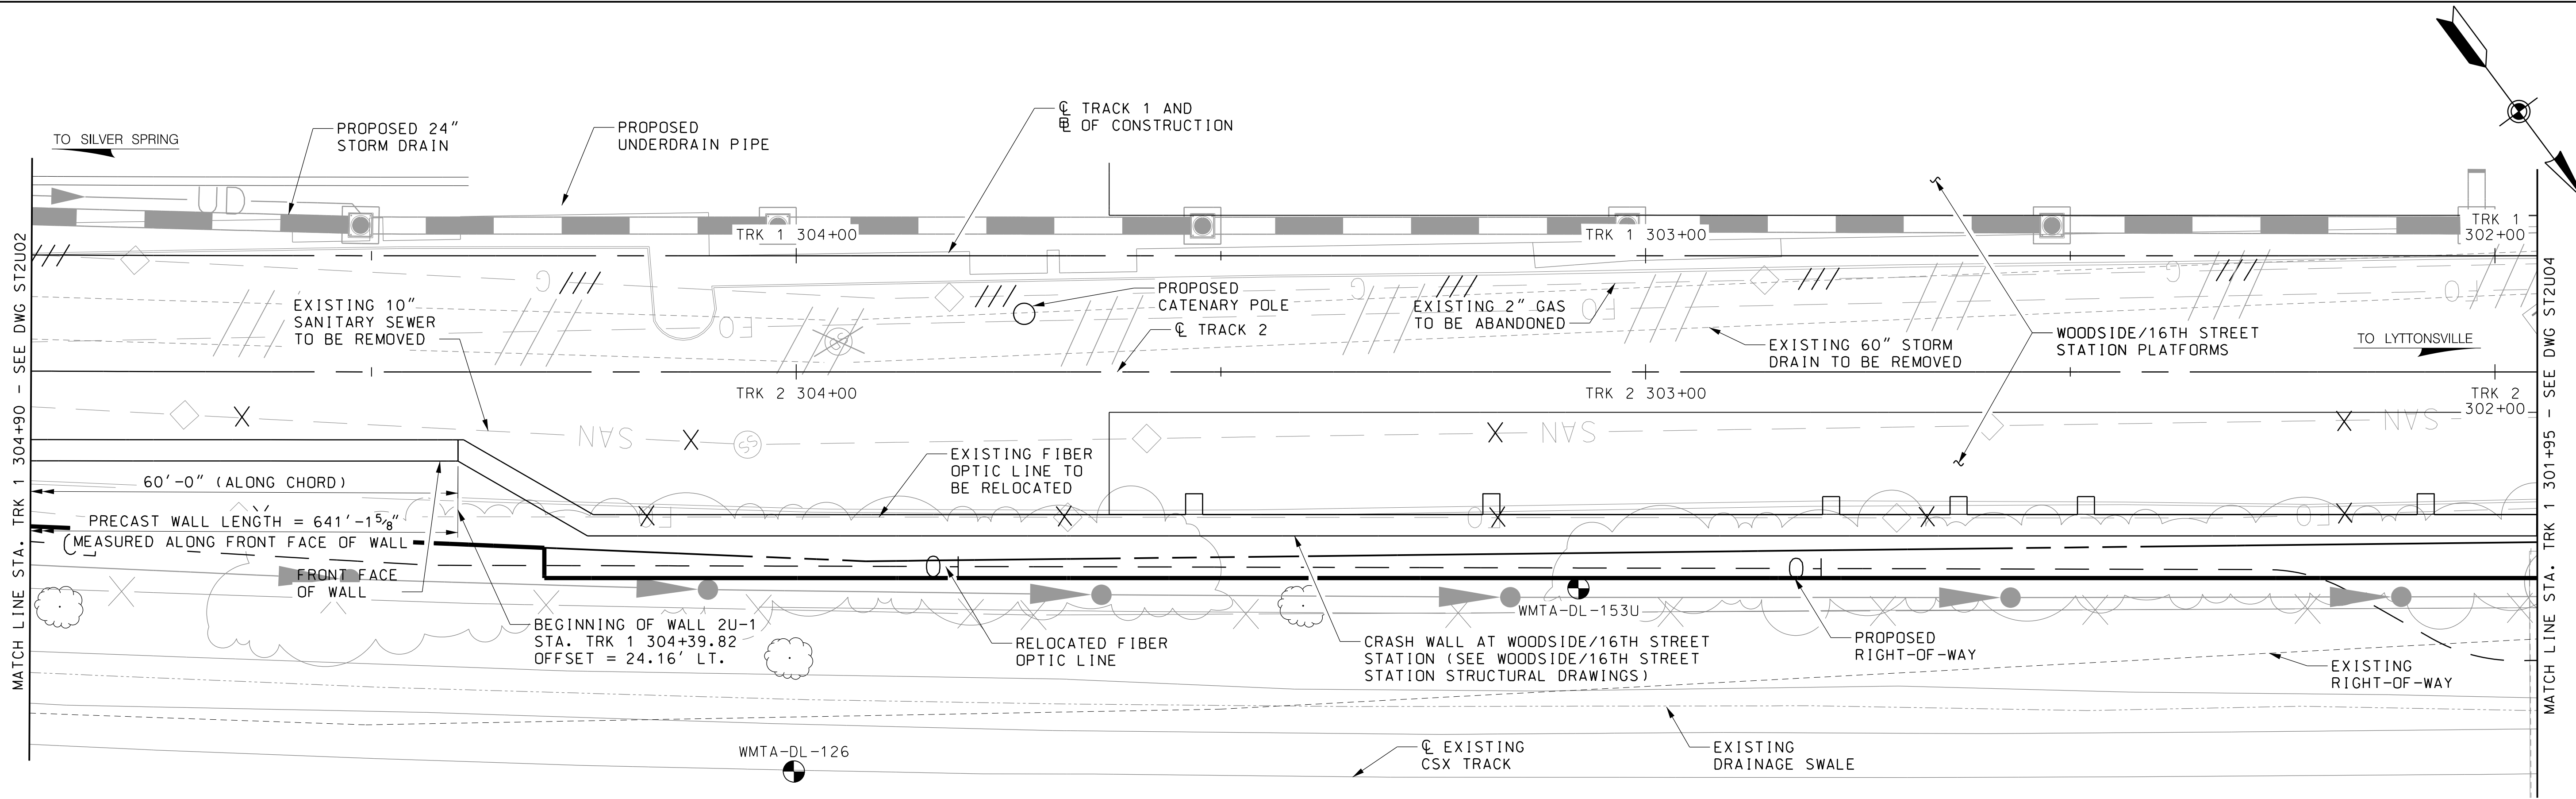 TO SILVER SPRING
PROPOSED 24"
STORM DRAIN
PROPOSED
UNDERDRAIN PIPE
℄ TRACK 1 AND
BL OF CONSTRUCTION
UD
TRK 1 304+00
TRK 1 303+00
TRK 1
302+00
MATCH LINE STA. TRK 1 304+90 - SEE DWG ST2U02
MATCH LINE STA. TRK 1 301+95 - SEE DWG ST2U04
G
G
G
FO
FO
FO
EXISTING 10"
SANITARY SEWER
TO BE REMOVED
PROPOSED
CATENARY POLE
℄ TRACK 2
EXISTING 2" GAS
TO BE ABANDONED
EXISTING 60" STORM
DRAIN TO BE REMOVED
WOODSIDE/16TH STREET
STATION PLATFORMS
TO LYTTONSVILLE
TRK 2 304+00
TRK 2 303+00
TRK 2
302+00
SAN
SAN
SAN
EXISTING FIBER
OPTIC LINE TO
BE RELOCATED
60'-0" (ALONG CHORD)
PRECAST WALL LENGTH = 641'-1⅝"
(MEASURED ALONG FRONT FACE OF WALL
FRONT FACE
OF WALL
BEGINNING OF WALL 2U-1
STA. TRK 1 304+39.82
OFFSET = 24.16' LT.
RELOCATED FIBER
OPTIC LINE
WMTA-DL-153U
CRASH WALL AT WOODSIDE/16TH STREET
STATION (SEE WOODSIDE/16TH STREET
STATION STRUCTURAL DRAWINGS)
PROPOSED
RIGHT-OF-WAY
EXISTING
RIGHT-OF-WAY
WMTA-DL-126
℄ EXISTING
CSX TRACK
EXISTING
DRAINAGE SWALE